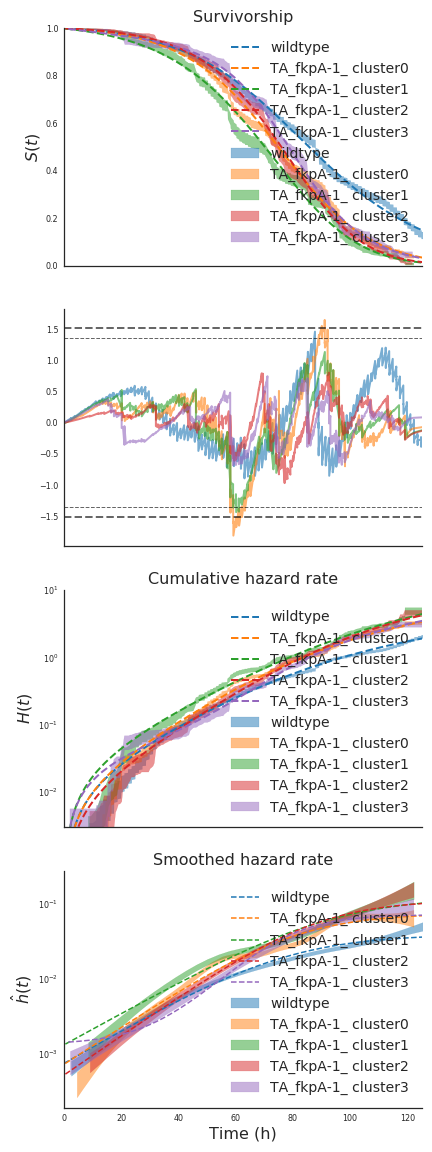 Survivorship
S(t)
1.0
0.8
0.6
0.4
0.2
0.0
wildtype
TA_fkpA-1_ cluster0
TA_fkpA-1_ cluster1
TA_fkpA-1_ cluster2
TA_fkpA-1_ cluster3
wildtype
TA_fkpA-1_ cluster0
TA_fkpA-1_ cluster1
TA_fkpA-1_ cluster2
TA_fkpA-1_ cluster3
1.5
1.0
0.5
0.0
−0.5
−1.0
−1.5
Cumulative hazard rate
H(t)
10¹
10⁰
10⁻¹
10⁻²
wildtype
TA_fkpA-1_ cluster0
TA_fkpA-1_ cluster1
TA_fkpA-1_ cluster2
TA_fkpA-1_ cluster3
wildtype
TA_fkpA-1_ cluster0
TA_fkpA-1_ cluster1
TA_fkpA-1_ cluster2
TA_fkpA-1_ cluster3
Smoothed hazard rate
ĥ(t)
10⁻¹
10⁻²
10⁻³
wildtype
TA_fkpA-1_ cluster0
TA_fkpA-1_ cluster1
TA_fkpA-1_ cluster2
TA_fkpA-1_ cluster3
wildtype
TA_fkpA-1_ cluster0
TA_fkpA-1_ cluster1
TA_fkpA-1_ cluster2
TA_fkpA-1_ cluster3
0 20 40 60 80 100 120
Time (h)